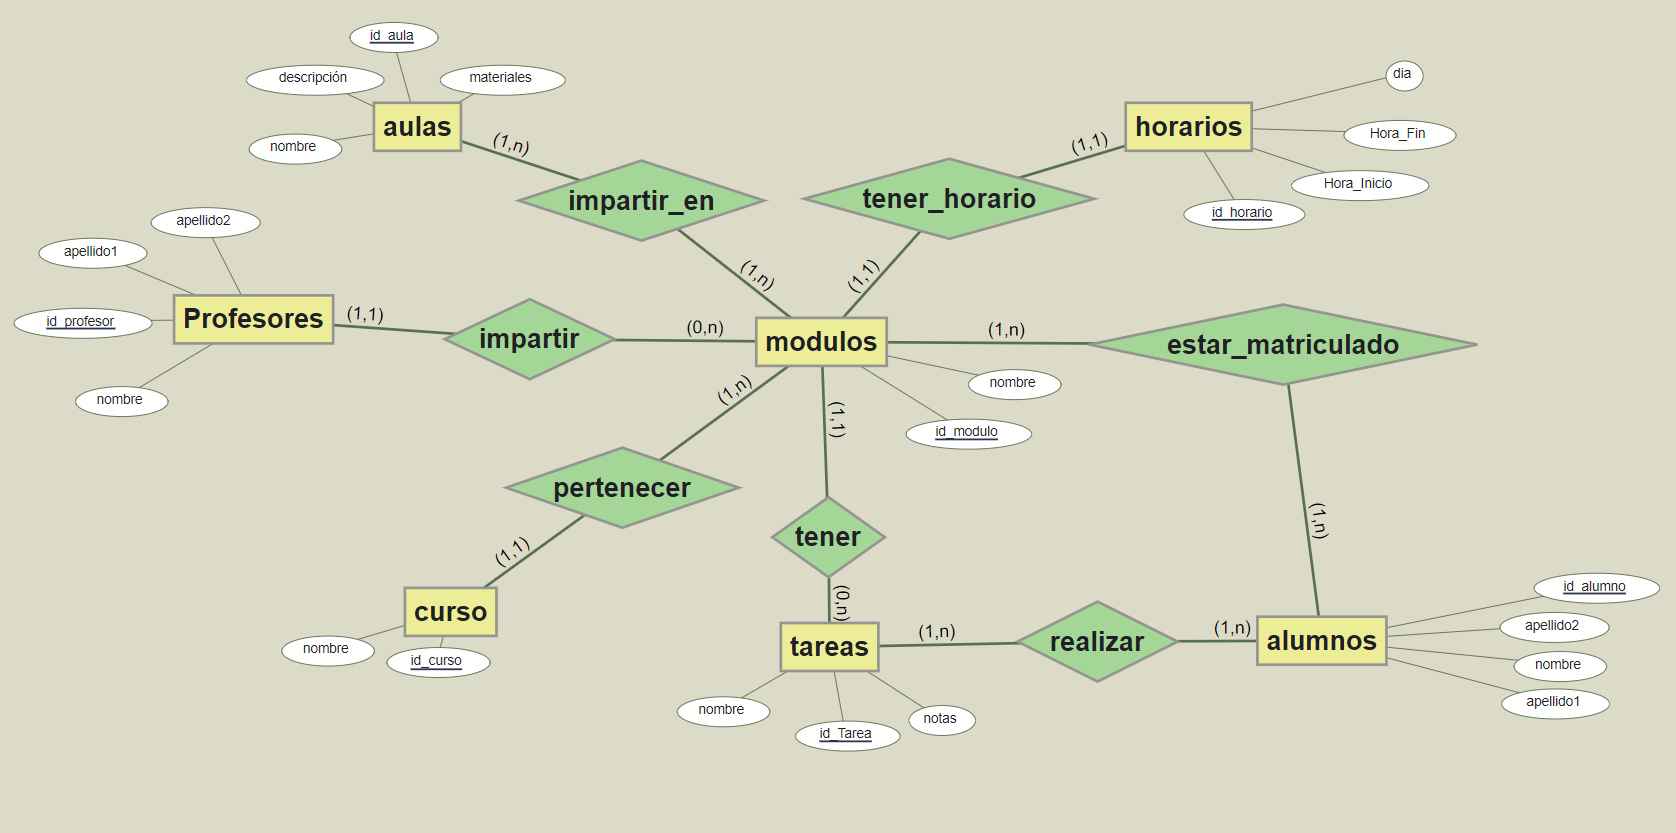 id_aula
descripción
materiales
aulas
nombre
(1,n)
impartir_en
(1,n)
dia
horarios
Hora_Fin
Hora_Inicio
id_horario
(1,1)
tener_horario
(1,1)
apellido2
apellido1
id_profesor
Profesores
nombre
(1,1)
impartir
(0,n)
modulos
nombre
id_modulo
(1,n)
estar_matriculado
(1,n)
(1,n)
pertenecer
(1,1)
curso
nombre
id_curso
(1,1)
tener
(0,n)
tareas
nombre
id_Tarea
notas
(1,n)
realizar
(1,n)
alumnos
id_alumno
apellido2
nombre
apellido1